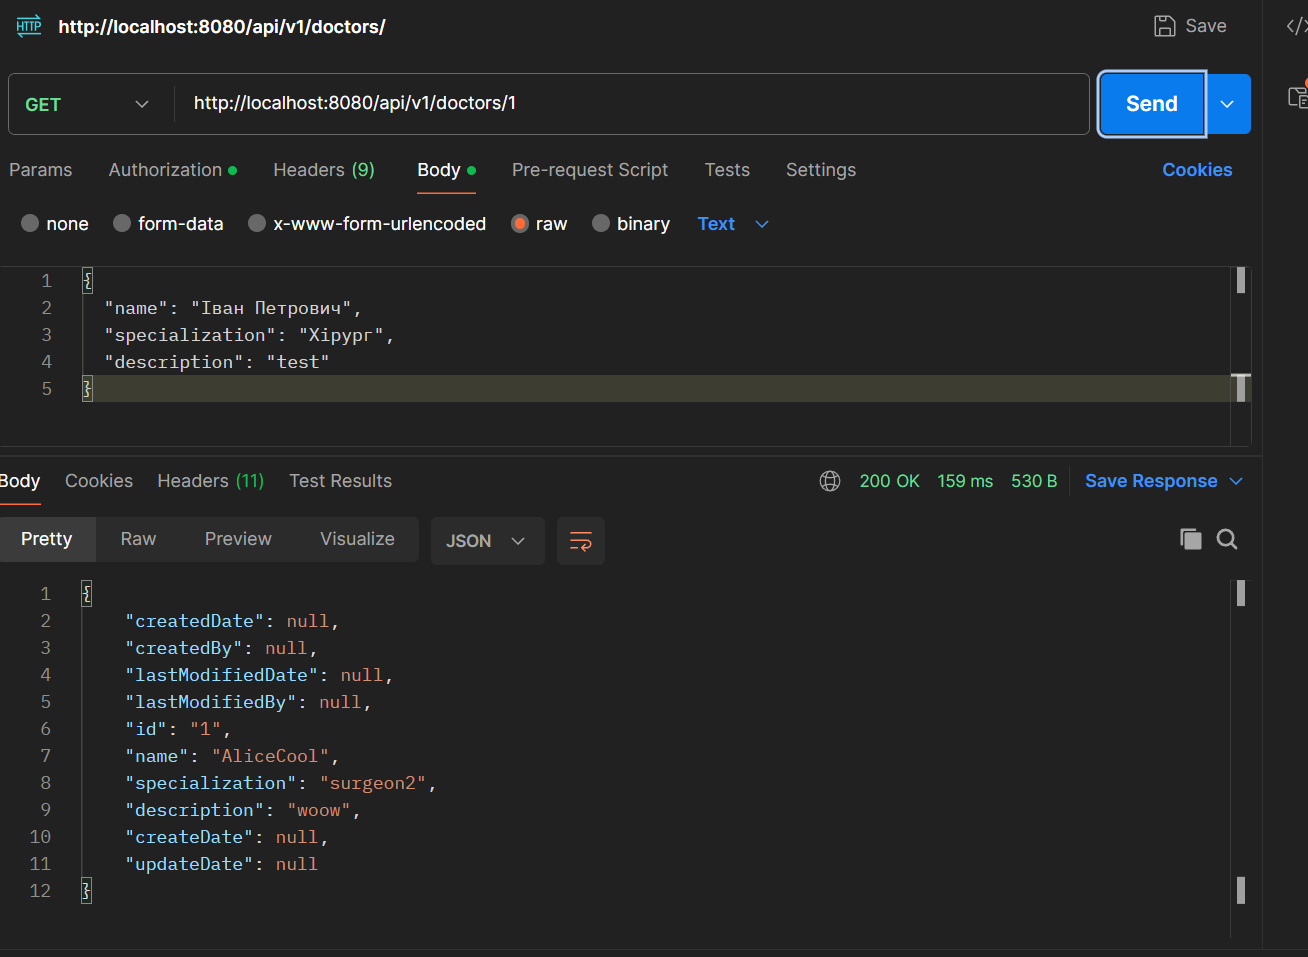 HTTP http://localhost:8080/api/v1/doctors/ Save
GET http://localhost:8080/api/v1/doctors/1 Send
Params Authorization Headers (9) Body Pre-request Script Tests Settings Cookies
none form-data x-www-form-urlencoded raw binary Text
1 {
2 "name": "Іван Петрович",
3 "specialization": "Хірург",
4 "description": "test"
5 }
Body Cookies Headers (11) Test Results 200 OK 159 ms 530 B Save Response
Pretty Raw Preview Visualize JSON
1 {
2 "createdDate": null,
3 "createdBy": null,
4 "lastModifiedDate": null,
5 "lastModifiedBy": null,
6 "id": "1",
7 "name": "AliceCool",
8 "specialization": "surgeon2",
9 "description": "woow",
10 "createDate": null,
11 "updateDate": null
12 }